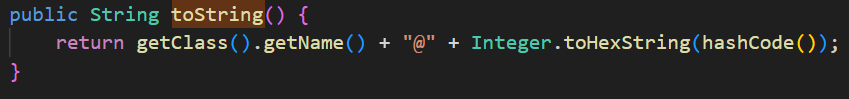 public String toString() {
    return getClass().getName() + "@" + Integer.toHexString(hashCode());
}